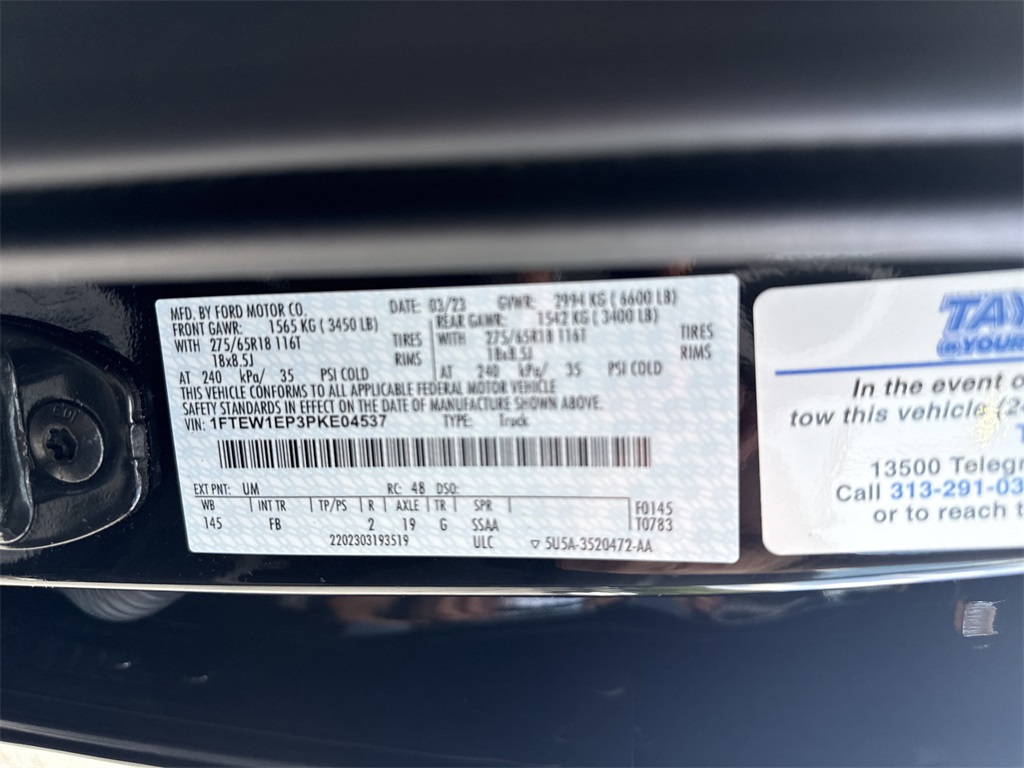 MFD. BY FORD MOTOR CO.
DATE: 03/23 GVWR: 2994 KG ( 6600 LB)
FRONT GAWR: 1565 KG ( 3450 LB)
REAR GAWR: 1542 KG ( 3400 LB)
WITH 275/65R18 116T TIRES
WITH 275/65R18 116T TIRES
18x8.5J RIMS
18x8.5J RIMS
AT 240 kPa/ 35 PSI COLD
AT 240 kPa/ 35 PSI COLD
THIS VEHICLE CONFORMS TO ALL APPLICABLE FEDERAL MOTOR VEHICLE
SAFETY STANDARDS IN EFFECT ON THE DATE OF MANUFACTURE SHOWN ABOVE.
VIN: 1FTEW1EP3PKE04537 TYPE: Truck
EXT PNT: UM RC: 48 DSO:
WB INT TR TP/PS R AXLE TR SPR F0145
145 FB 2 19 G SSAA T0783
2202303193519 ULC ▽ 5U5A-3520472-AA
TAY
YOUR
In the event o
tow this vehicle (2
T
13500 Telegr
Call 313-291-03
or to reach t